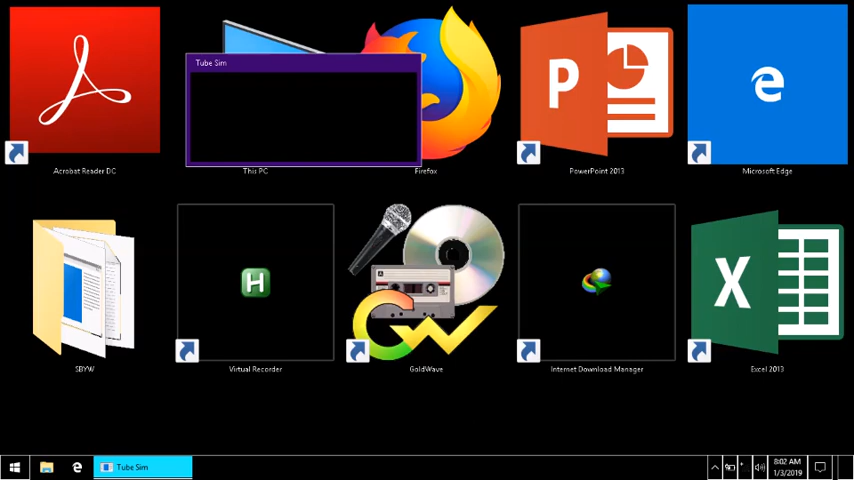 Tube Sim
Acrobat Reader DC
This PC
Firefox
P
PowerPoint 2013
e
Microsoft Edge
SBYW
H
Virtual Recorder
GW
GoldWave
Internet Download Manager
X
Excel 2013
Tube Sim
8:02 AM
1/3/2019